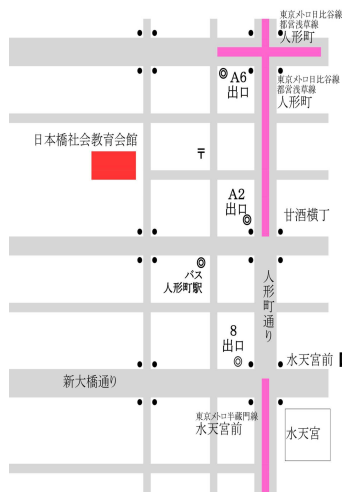 東京メトロ日比谷線
都営浅草線
人形町
東京メトロ日比谷線
都営浅草線
人形町
A6
出口
日本橋社会教育会館
〒
A2
出口
甘酒横丁
バス
人形町駅
人形町通り
8
出口
水天宮前
新大橋通り
東京メトロ半蔵門線
水天宮前
水天宮